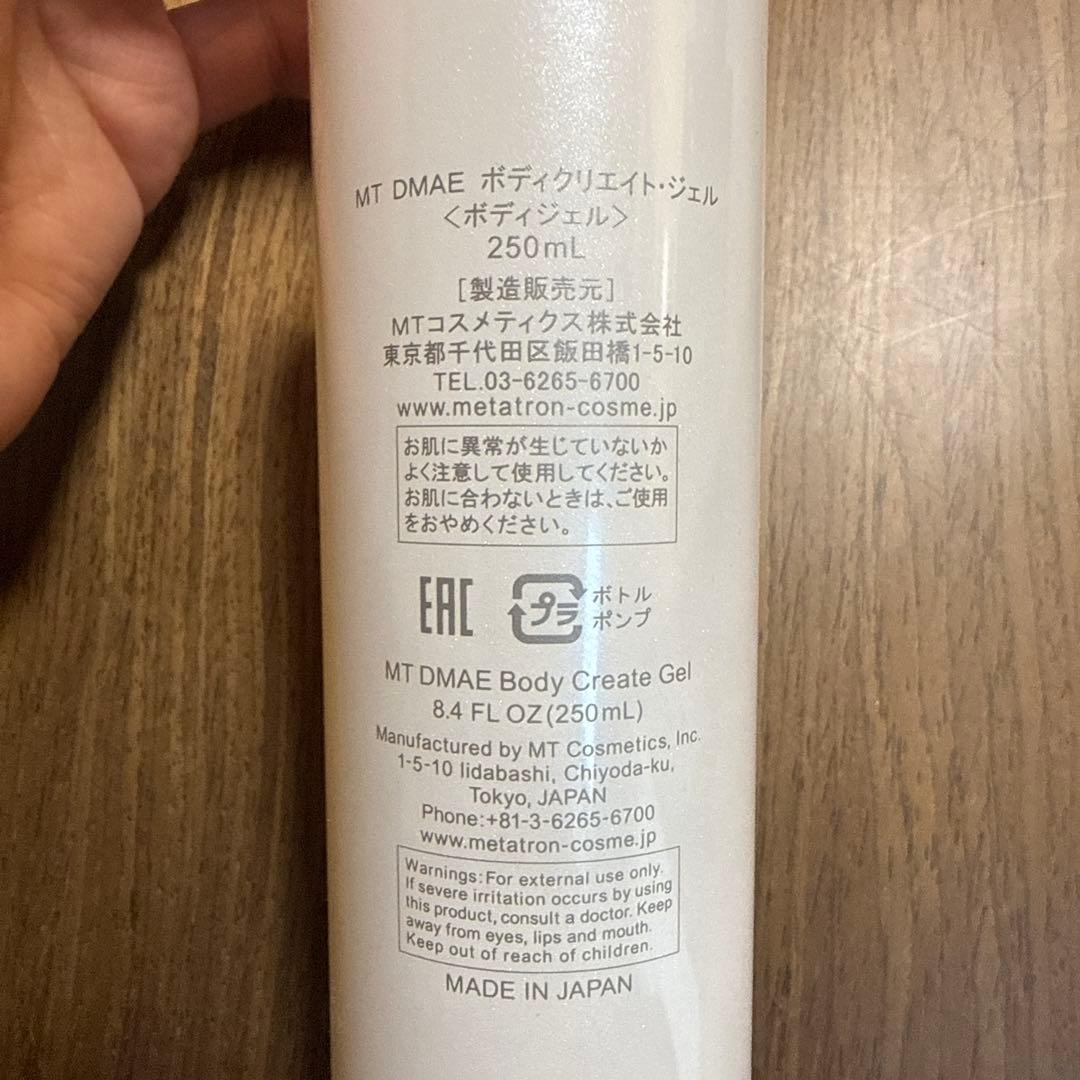 MT DMAE ボディクリエイト・ジェル
〈ボディジェル〉
250mL
[製造販売元]
MTコスメティクス株式会社
東京都千代田区飯田橋1-5-10
TEL.03-6265-6700
www.metatron-cosme.jp
お肌に異常が生じていないか
よく注意して使用してください。
お肌に合わないときは、ご使用
をおやめください。
EAC
プラ
ボトル
ポンプ
MT DMAE Body Create Gel
8.4 FL OZ(250mL)
Manufactured by MT Cosmetics, Inc.
1-5-10 Iidabashi, Chiyoda-ku,
Tokyo, JAPAN
Phone:+81-3-6265-6700
www.metatron-cosme.jp
Warnings:For external use only.
If severe irritation occurs by using
this product, consult a doctor. Keep
away from eyes, lips and mouth.
Keep out of reach of children.
MADE IN JAPAN